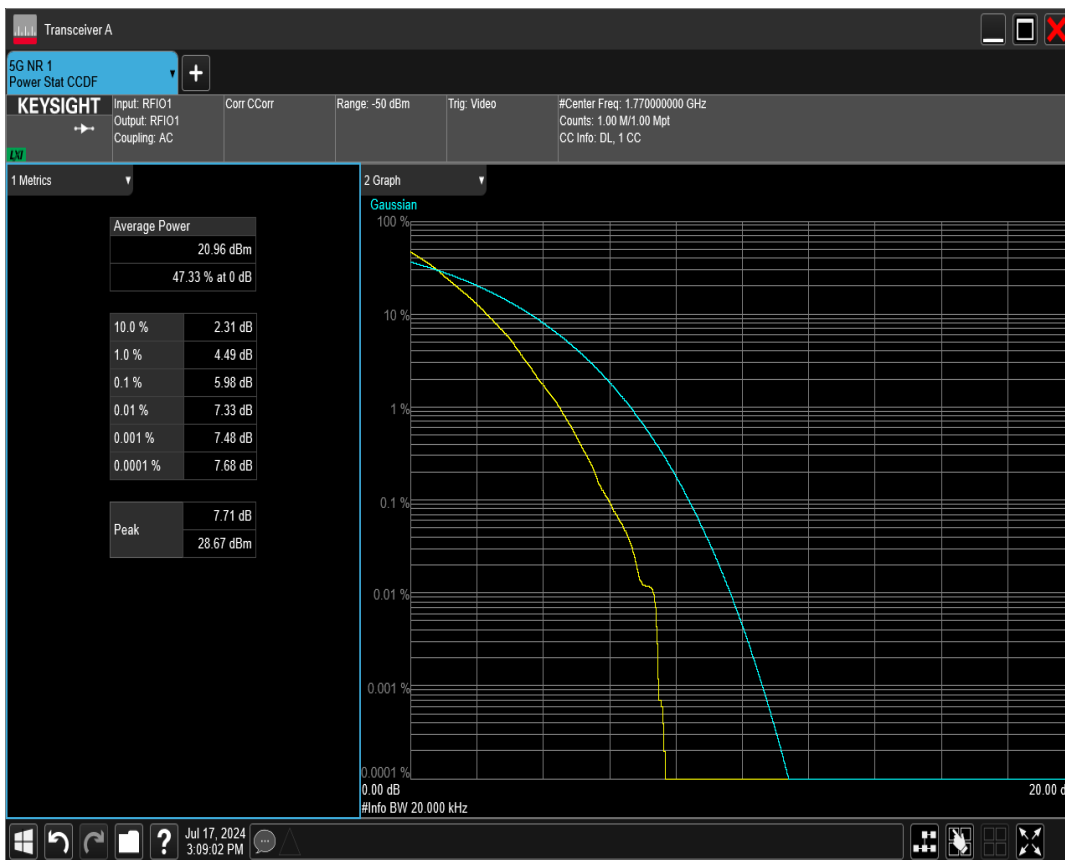 Transceiver A
5G NR 1
Power Stat CCDF
+
KEYSIGHT
LXI
Input: RFIO1
Output: RFIO1
Coupling: AC
Corr CCorr
Range: -50 dBm
Trig: Video
#Center Freq: 1.770000000 GHz
Counts: 1.00 M/1.00 Mpt
CC Info: DL, 1 CC
1 Metrics
Average Power
20.96 dBm
47.33 % at 0 dB
10.0 % 2.31 dB
1.0 % 4.49 dB
0.1 % 5.98 dB
0.01 % 7.33 dB
0.001 % 7.48 dB
0.0001 % 7.68 dB
Peak 7.71 dB
28.67 dBm
2 Graph
Gaussian
100 %
10 %
1 %
0.1 %
0.01 %
0.001 %
0.0001 %
0.00 dB 20.00 d
#Info BW 20.000 kHz
?
Jul 17, 2024
3:09:02 PM